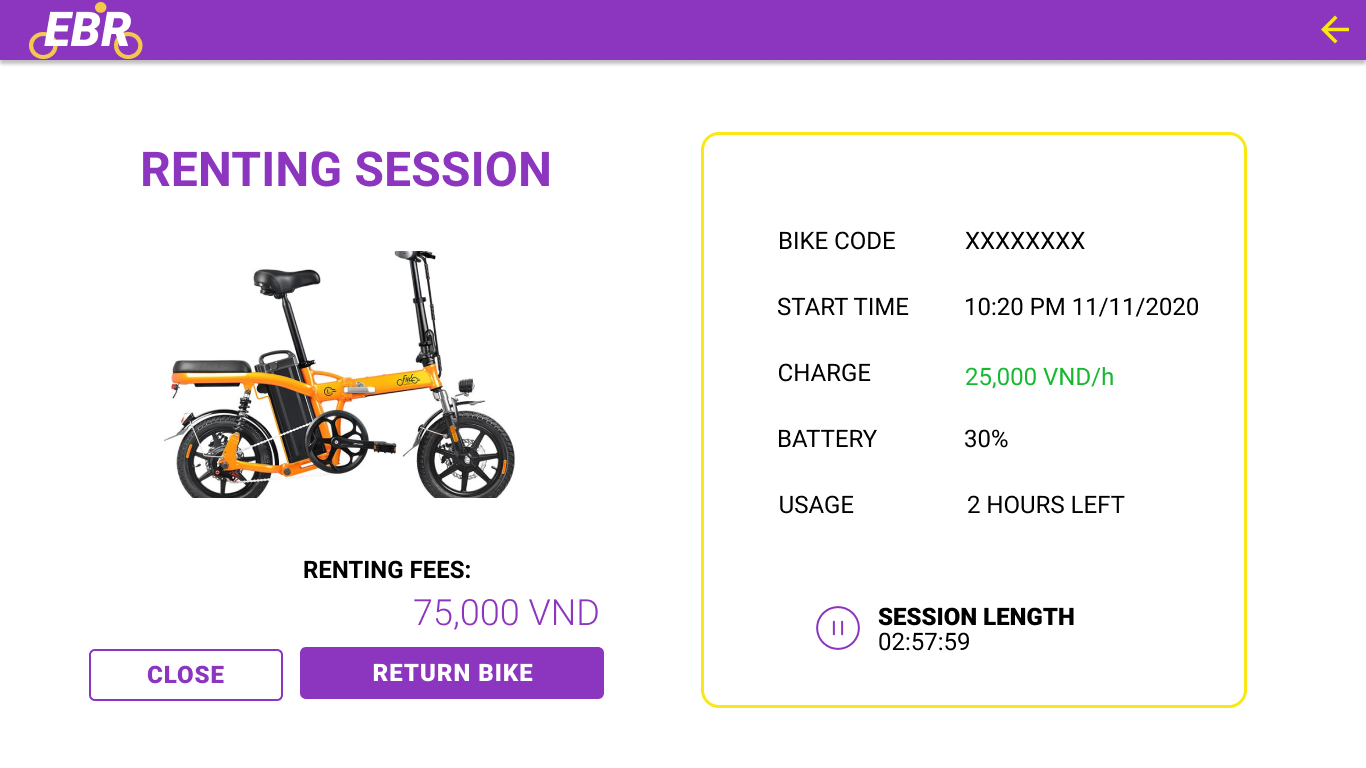 EBR
RENTING SESSION
RENTING FEES:
75,000 VND
CLOSE
RETURN BIKE
BIKE CODE XXXXXXXX
START TIME 10:20 PM 11/11/2020
CHARGE 25,000 VND/h
BATTERY 30%
USAGE 2 HOURS LEFT
SESSION LENGTH
02:57:59